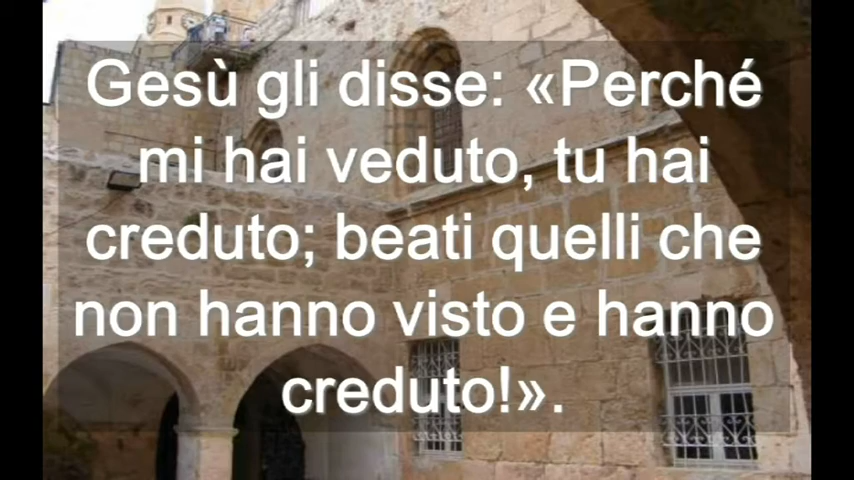 Gesù gli disse: «Perché
mi hai veduto, tu hai
creduto; beati quelli che
non hanno visto e hanno
creduto!».